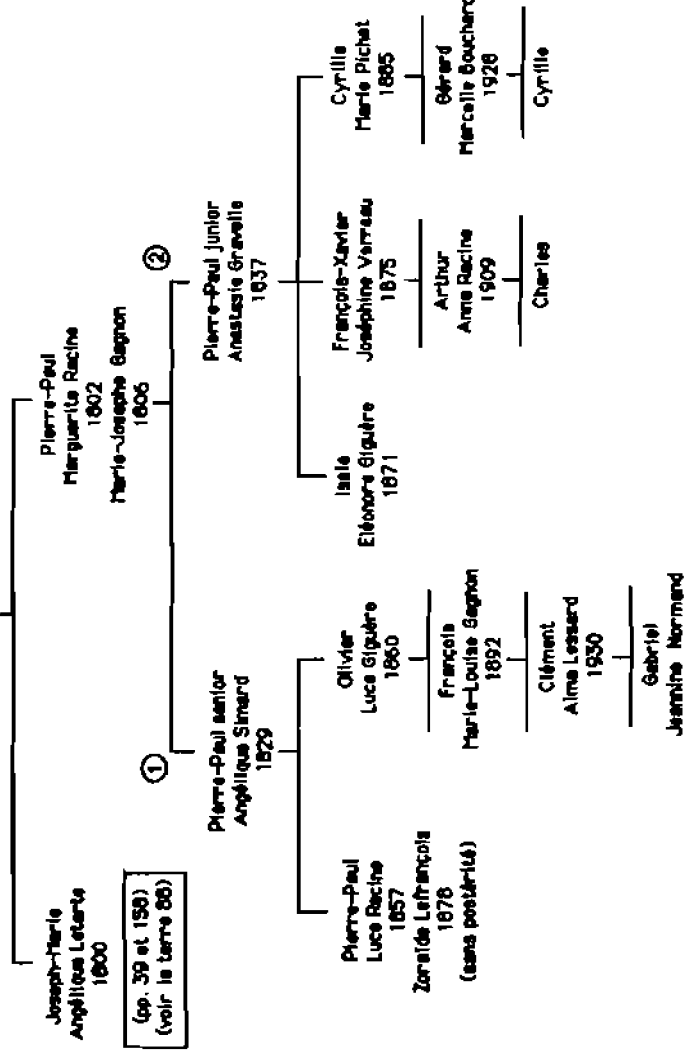 Joseph-Marie
Angélique Letarte
1800
(pp. 39 et 158)
(voir la terre 88)
Pierre-Paul
Marguerite Racine
1802
Marie-Josephe Gagnon
1806
①
Pierre-Paul senior
Angélique Simard
1829
②
Pierre-Paul junior
Anastasie Gravelle
1837
Pierre-Paul
Luce Racine
1857
Zoraïde Lefrançois
1878
(sans postérité)
Olivier
Luce Giguère
1860
François
Marie-Louise Gagnon
1892
Clément
Alma Lessard
1930
Gabriel
Jeannine Normand
Isaïe
Eléonore Giguère
1871
François-Xavier
Joséphine Verreau
1875
Arthur
Anna Racine
1909
Charles
Cyrille
Marie Pichet
1885
Gérard
Marcelle Bouchard
1928
Cyrille